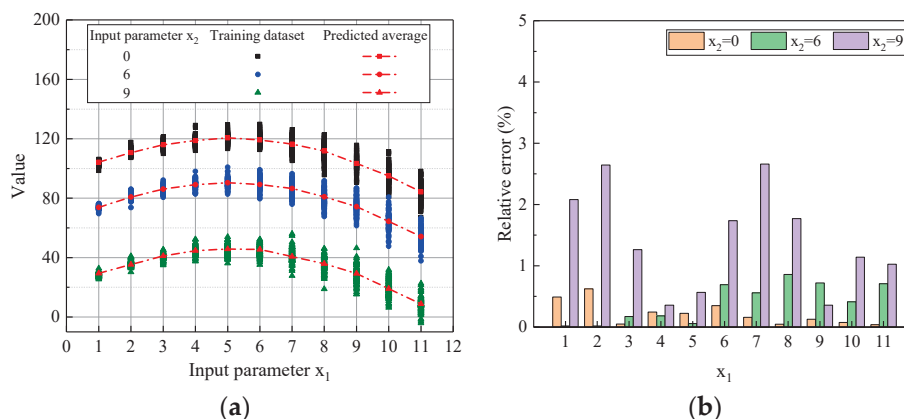 Input parameter x₂ Training dataset Predicted average
0
6
9
200
160
120
80
40
0
Value
0 1 2 3 4 5 6 7 8 9 10 11 12
Input parameter x₁
(a)
x₂=0 x₂=6 x₂=9
5
4
3
2
1
0
Relative error (%)
1 2 3 4 5 6 7 8 9 10 11
x₁
(b)